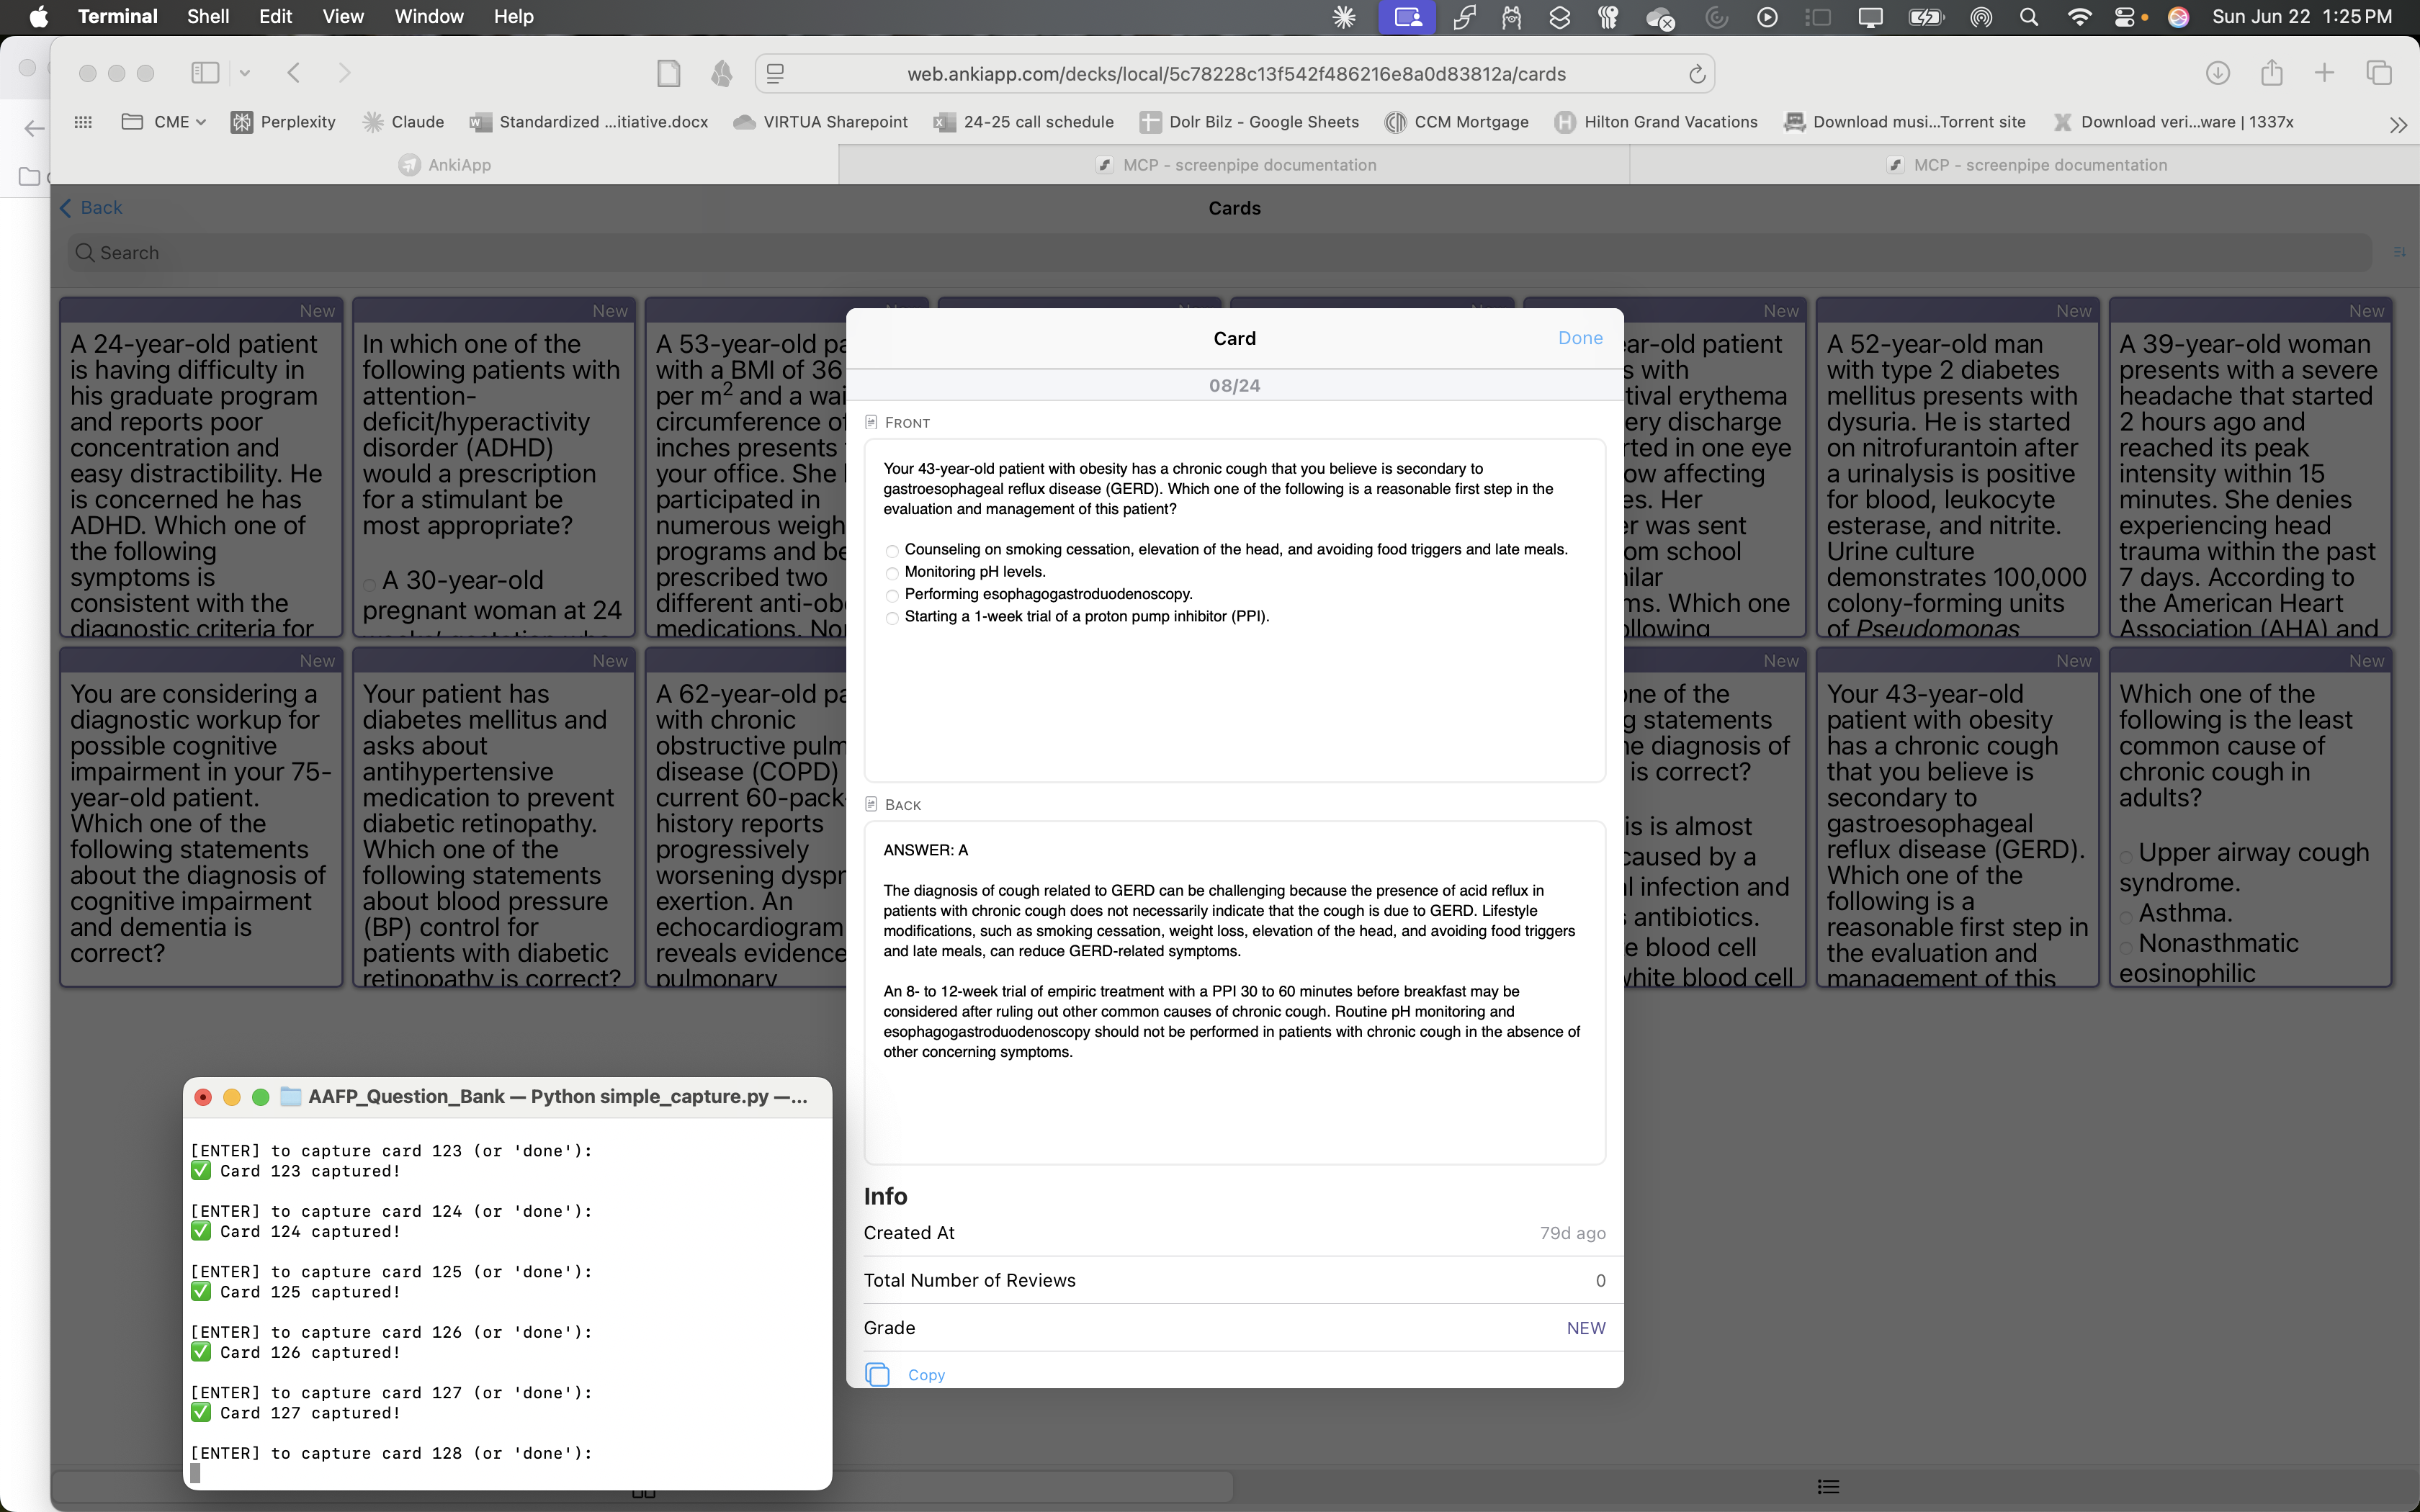 Terminal Shell Edit View Window Help
Sun Jun 22 1:25 PM
web.ankiapp.com/decks/local/5c78228c13f542f486216e8a0d83812a/cards
CME
Perplexity
Claude
Standardized ...itiative.docx
VIRTUA Sharepoint
24-25 call schedule
Dolr Bilz - Google Sheets
CCM Mortgage
Hilton Grand Vacations
Download musi...Torrent site
Download veri...ware | 1337x
AnkiApp
MCP - screenpipe documentation
MCP - screenpipe documentation
Back
Cards
Search
New
A 24-year-old patient
is having difficulty in
his graduate program
and reports poor
concentration and
easy distractibility. He
is concerned he has
ADHD. Which one of
the following
symptoms is
consistent with the
diagnostic criteria for
New
In which one of the
following patients with
attention-
deficit/hyperactivity
disorder (ADHD)
would a prescription
for a stimulant be
most appropriate?
A 30-year-old
pregnant woman at 24
A 53-year-old pa
with a BMI of 36
per m2 and a wai
circumference of
inches presents
your office. She
participated in
numerous weigh
programs and be
prescribed two
different anti-obe
medications. No
New
ar-old patient
s with
tival erythema
ery discharge
rted in one eye
ow affecting
es. Her
er was sent
om school
ilar
ms. Which one
llowing
New
A 52-year-old man
with type 2 diabetes
mellitus presents with
dysuria. He is started
on nitrofurantoin after
a urinalysis is positive
for blood, leukocyte
esterase, and nitrite.
Urine culture
demonstrates 100,000
colony-forming units
of Pseudomonas
New
A 39-year-old woman
presents with a severe
headache that started
2 hours ago and
reached its peak
intensity within 15
minutes. She denies
experiencing head
trauma within the past
7 days. According to
the American Heart
Association (AHA) and
New
You are considering a
diagnostic workup for
possible cognitive
impairment in your 75-
year-old patient.
Which one of the
following statements
about the diagnosis of
cognitive impairment
and dementia is
correct?
New
Your patient has
diabetes mellitus and
asks about
antihypertensive
medication to prevent
diabetic retinopathy.
Which one of the
following statements
about blood pressure
(BP) control for
patients with diabetic
retinopathy is correct?
A 62-year-old pa
with chronic
obstructive pulm
disease (COPD)
current 60-pack-
history reports
progressively
worsening dyspr
exertion. An
echocardiogram
reveals evidence
pulmonary
New
one of the
g statements
he diagnosis of
is correct?
is is almost
caused by a
l infection and
antibiotics.
e blood cell
white blood cell
New
Your 43-year-old
patient with obesity
has a chronic cough
that you believe is
secondary to
gastroesophageal
reflux disease (GERD).
Which one of the
following is a
reasonable first step in
the evaluation and
management of this
New
Which one of the
following is the least
common cause of
chronic cough in
adults?
Upper airway cough
syndrome.
Asthma.
Nonasthmatic
eosinophilic
Card
Done
08/24
FRONT
Your 43-year-old patient with obesity has a chronic cough that you believe is secondary to
gastroesophageal reflux disease (GERD). Which one of the following is a reasonable first step in the
evaluation and management of this patient?
Counseling on smoking cessation, elevation of the head, and avoiding food triggers and late meals.
Monitoring pH levels.
Performing esophagogastroduodenoscopy.
Starting a 1-week trial of a proton pump inhibitor (PPI).
BACK
ANSWER: A
The diagnosis of cough related to GERD can be challenging because the presence of acid reflux in
patients with chronic cough does not necessarily indicate that the cough is due to GERD. Lifestyle
modifications, such as smoking cessation, weight loss, elevation of the head, and avoiding food triggers
and late meals, can reduce GERD-related symptoms.
An 8- to 12-week trial of empiric treatment with a PPI 30 to 60 minutes before breakfast may be
considered after ruling out other common causes of chronic cough. Routine pH monitoring and
esophagogastroduodenoscopy should not be performed in patients with chronic cough in the absence of
other concerning symptoms.
Info
Created At 79d ago
Total Number of Reviews 0
Grade NEW
Copy
AAFP_Question_Bank — Python simple_capture.py —...
[ENTER] to capture card 123 (or 'done'):
✅ Card 123 captured!
[ENTER] to capture card 124 (or 'done'):
✅ Card 124 captured!
[ENTER] to capture card 125 (or 'done'):
✅ Card 125 captured!
[ENTER] to capture card 126 (or 'done'):
✅ Card 126 captured!
[ENTER] to capture card 127 (or 'done'):
✅ Card 127 captured!
[ENTER] to capture card 128 (or 'done'):